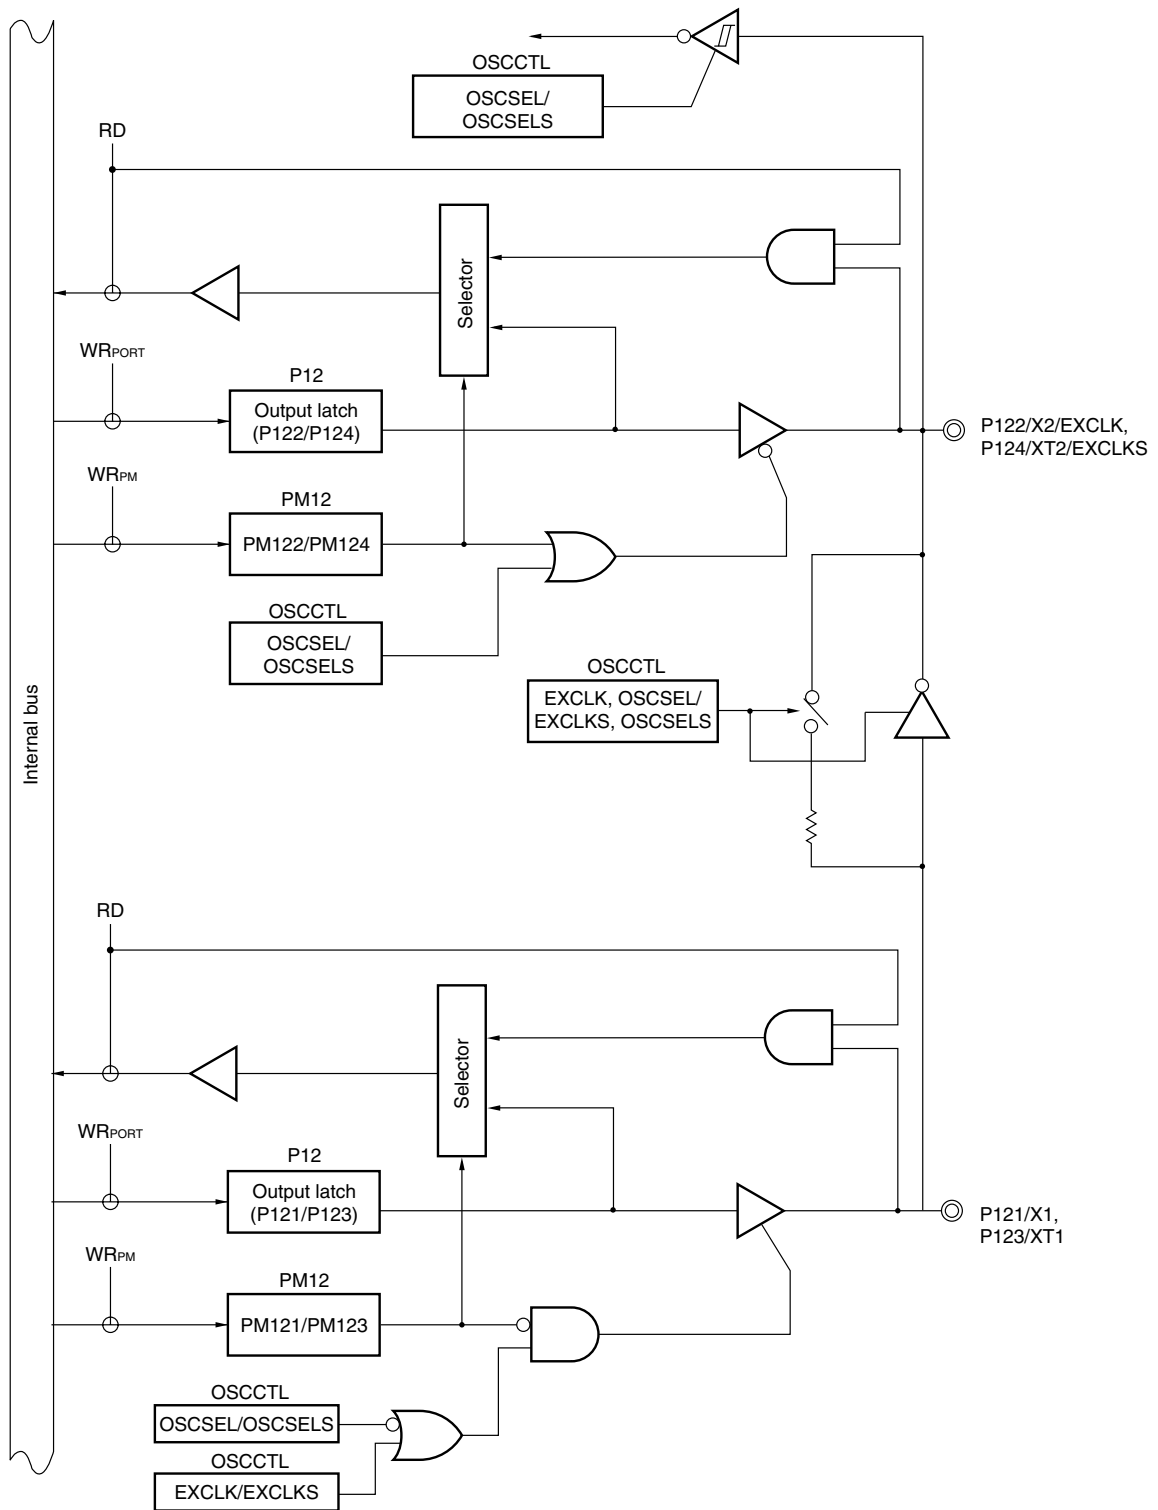 OSCCTL
OSCSEL/
OSCSELS
RD
Selector
WRPORT
P12
Output latch
(P122/P124)
P122/X2/EXCLK,
P124/XT2/EXCLKS
WRPM
PM12
PM122/PM124
OSCCTL
OSCSEL/
OSCSELS
OSCCTL
EXCLK, OSCSEL/
EXCLKS, OSCSELS
Internal bus
RD
Selector
WRPORT
P12
Output latch
(P121/P123)
P121/X1,
P123/XT1
WRPM
PM12
PM121/PM123
OSCCTL
OSCSEL/OSCSELS
OSCCTL
EXCLK/EXCLKS